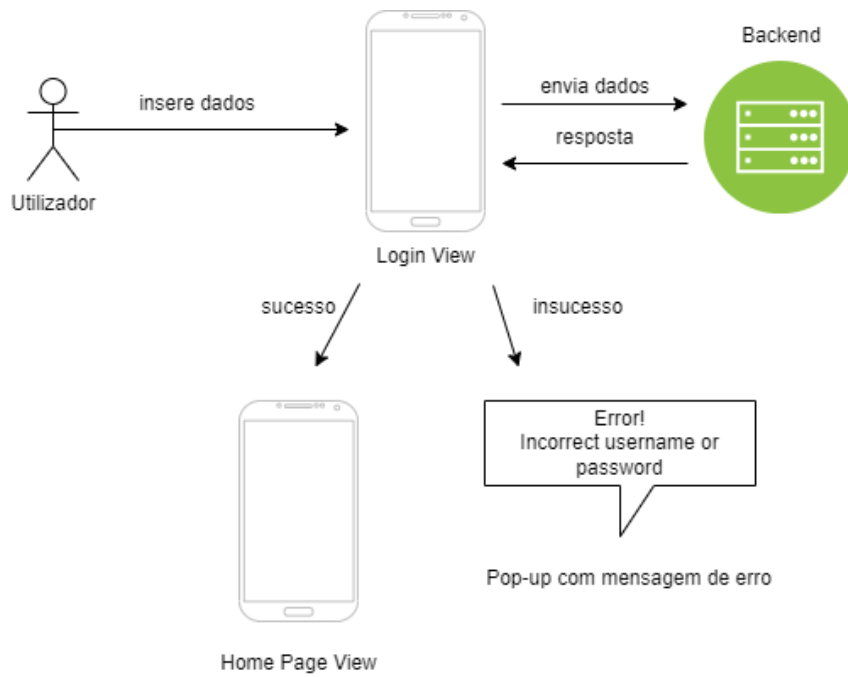 Backend
insere dados
envia dados
resposta
Utilizador
Login View
sucesso
insucesso
Error!
Incorrect username or
password
Pop-up com mensagem de erro
Home Page View